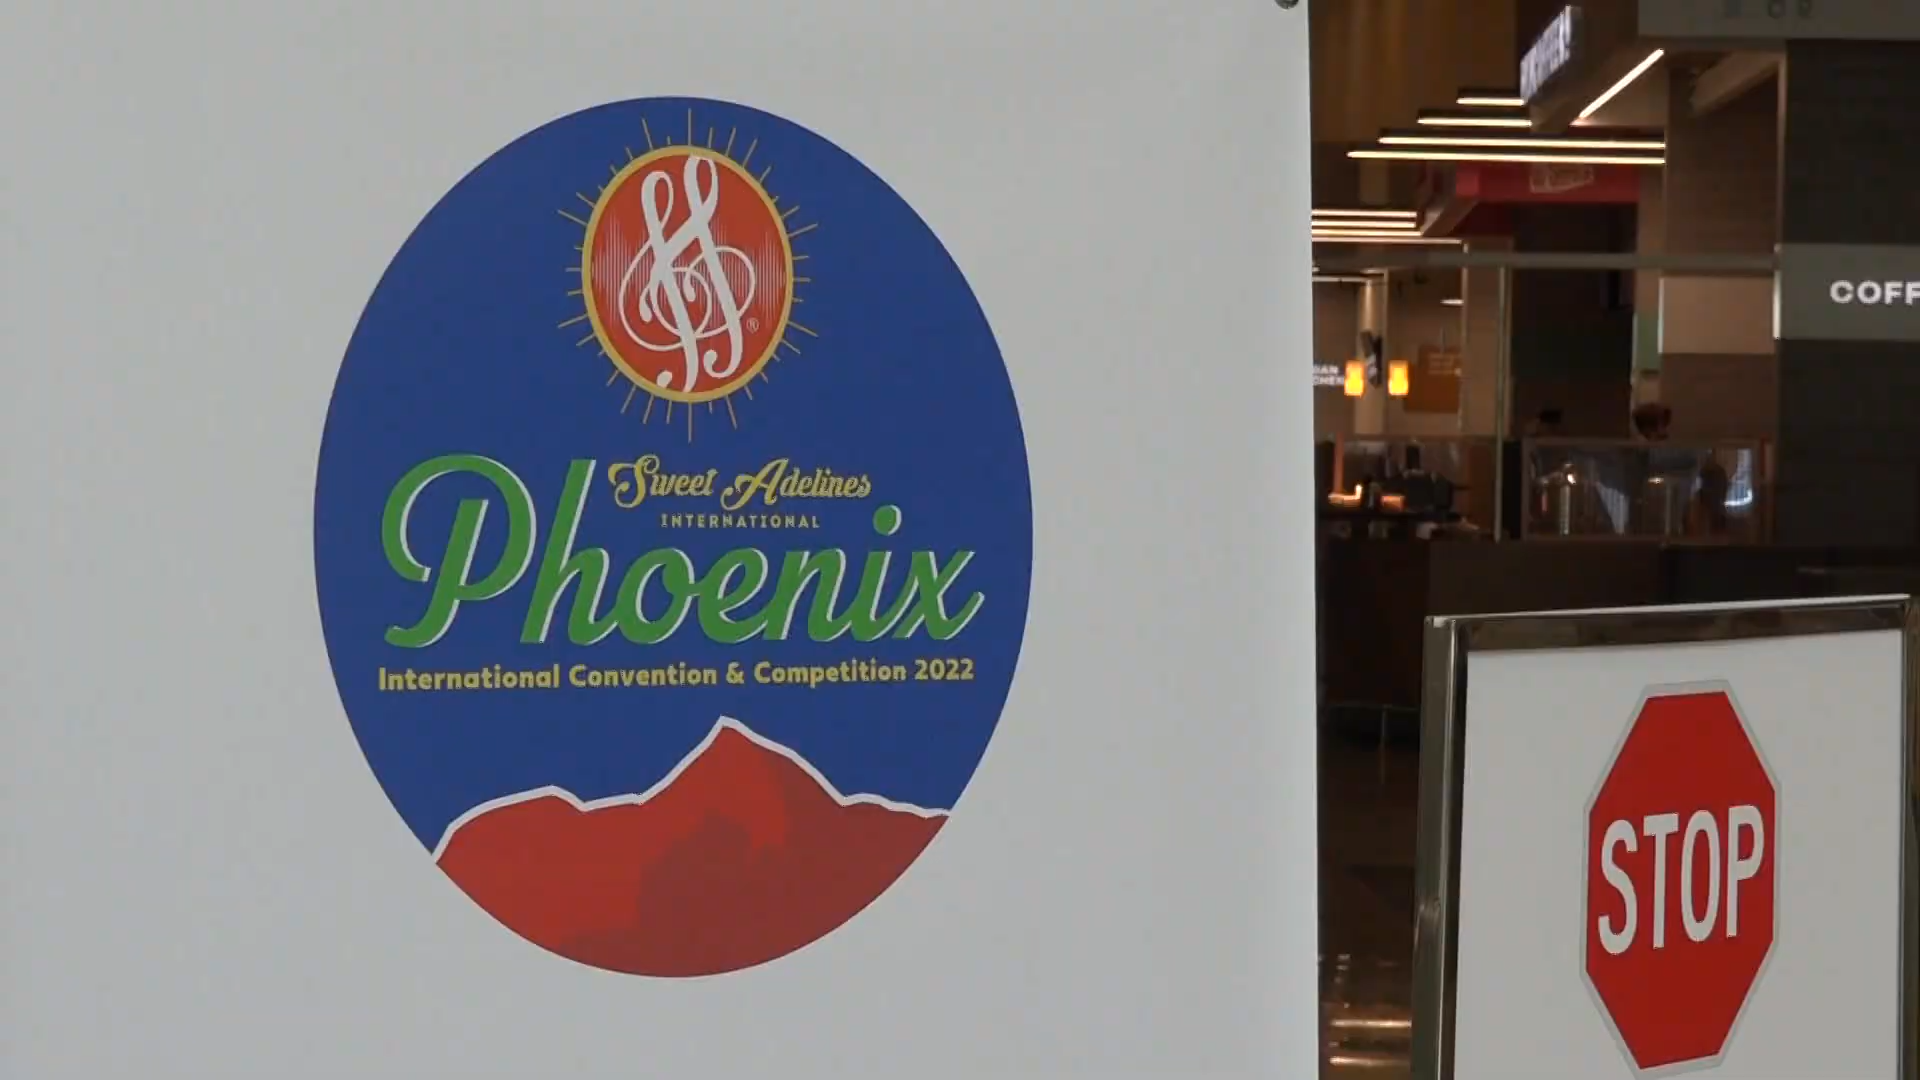 Sweet Adelines
INTERNATIONAL
Phoenix
International Convention & Competition 2022
®
STOP
COFF